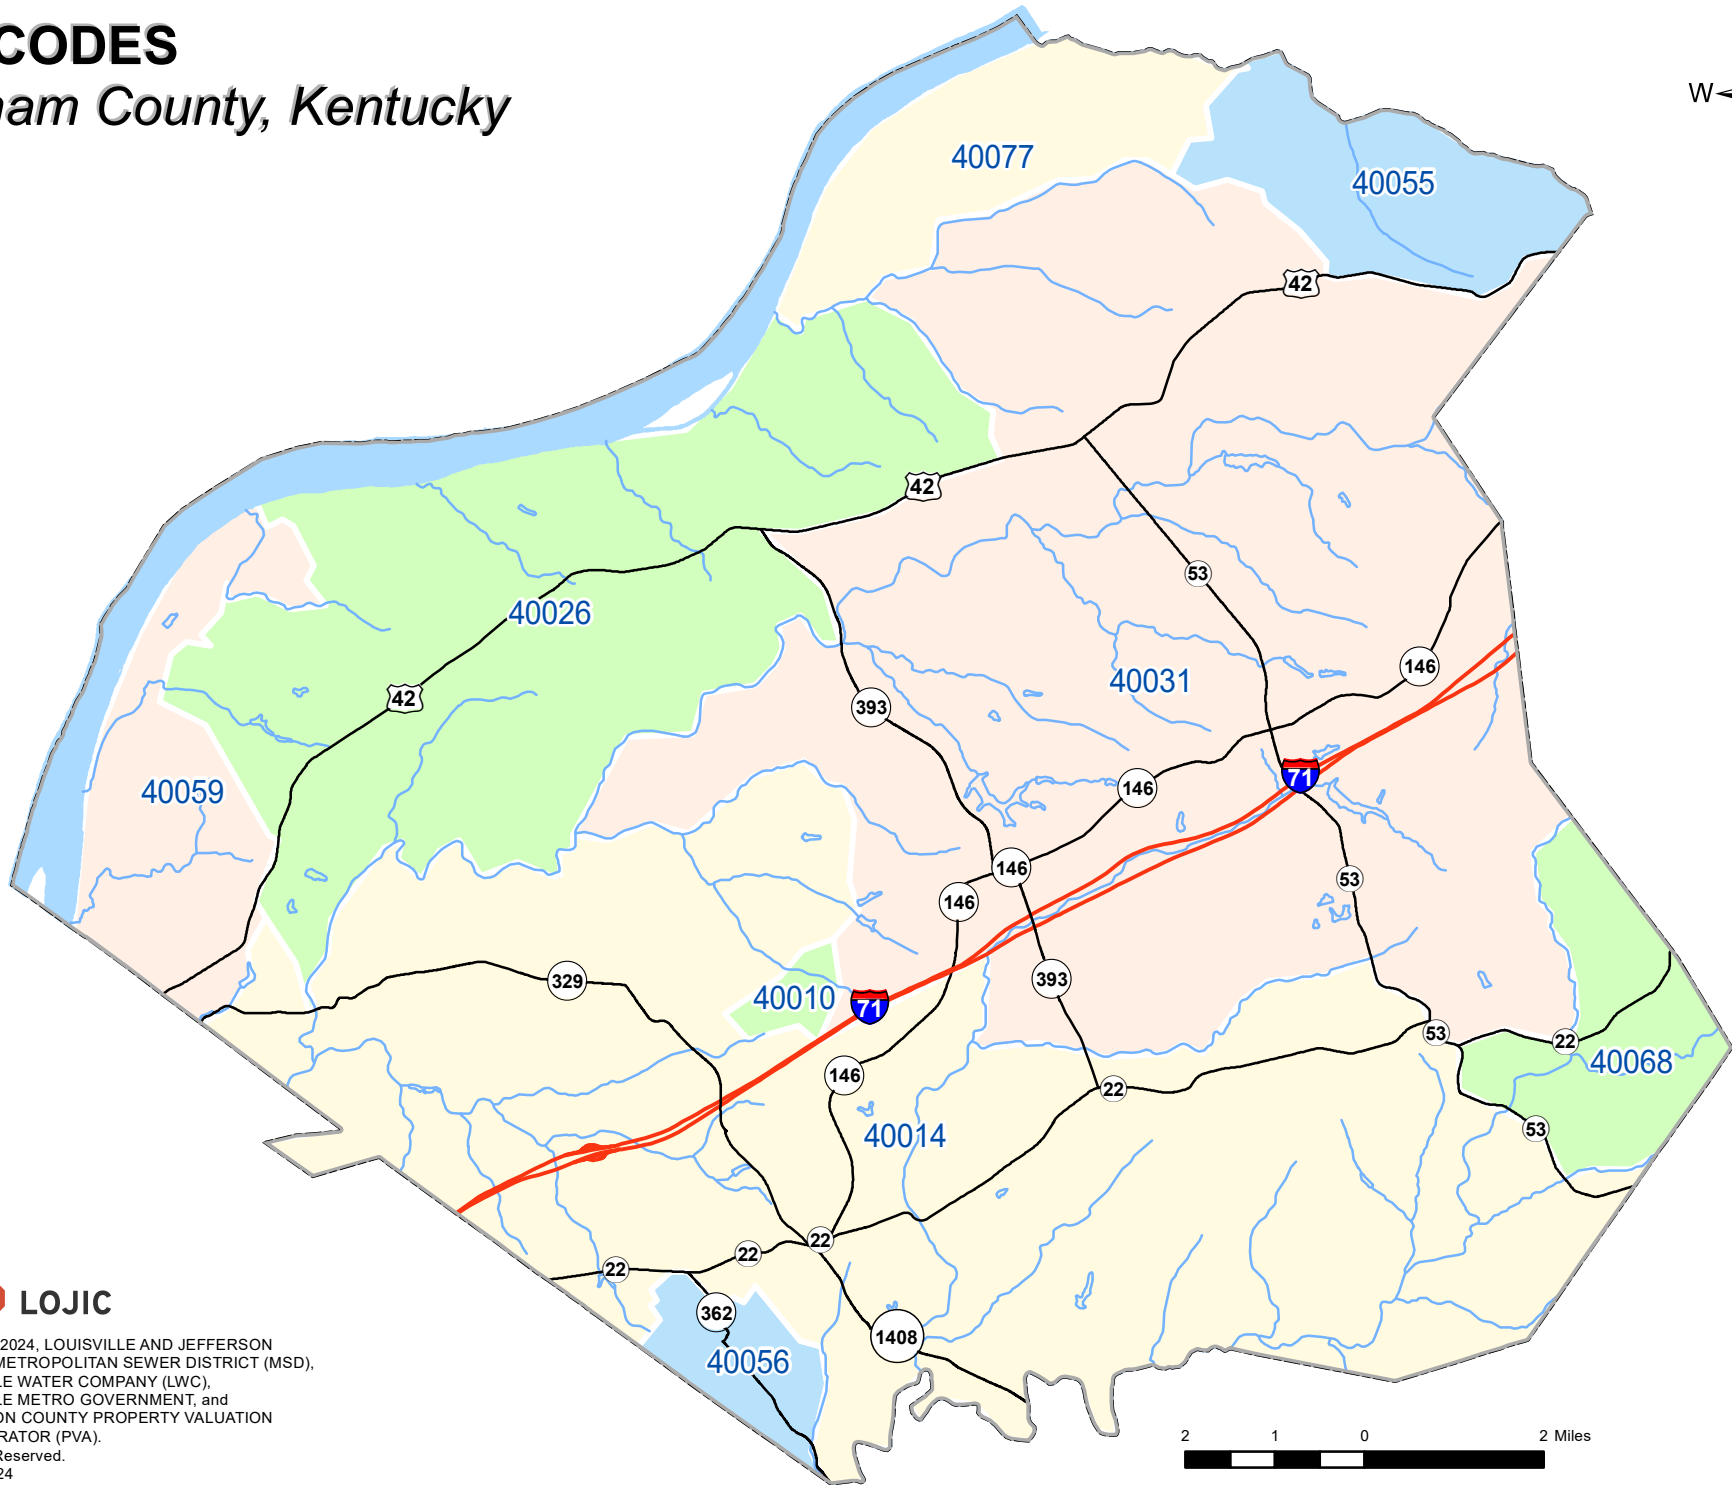 CODES
ham County, Kentucky
W
40077
40055
42
42
53
40026
146
40031
42
393
71
40059
146
146
53
146
329
393
40010
71
53
22
40068
146
22
40014
53
22
22
22
362
1408
40056
LOJIC
2024, LOUISVILLE AND JEFFERSON
METROPOLITAN SEWER DISTRICT (MSD),
LE WATER COMPANY (LWC),
LE METRO GOVERNMENT, and
ON COUNTY PROPERTY VALUATION
RATOR (PVA).
Reserved.
24
2 1 0 2 Miles